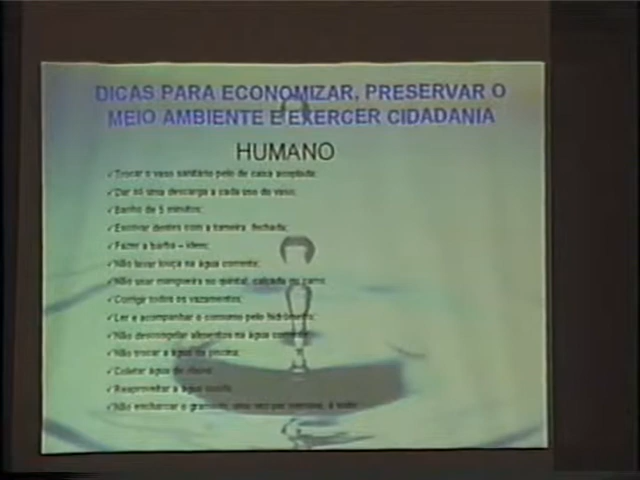 DICAS PARA ECONOMIZAR, PRESERVAR O
MEIO AMBIENTE E EXERCER CIDADANIA
HUMANO
✓Trocar o vaso sanitário pelo de caixa acoplada;
✓Dar só uma descarga a cada uso do vaso;
✓Banho de 5 minutos;
✓Escovar dentes com a torneira fechada;
✓Fazer a barba – idem;
✓Não lavar louça na água corrente;
✓Não usar mangueira no quintal, calçada ou carro
✓Corrigir todos os vazamentos;
✓Ler e acompanhar o consumo pelo hidrômetro;
✓Não descongelar alimentos na água corrente
✓Não trocar a água da piscina;
✓Coletar água de chuva
✓Reaproveitar a água
✓Não encharcar o gramado, uma vez por semana, à